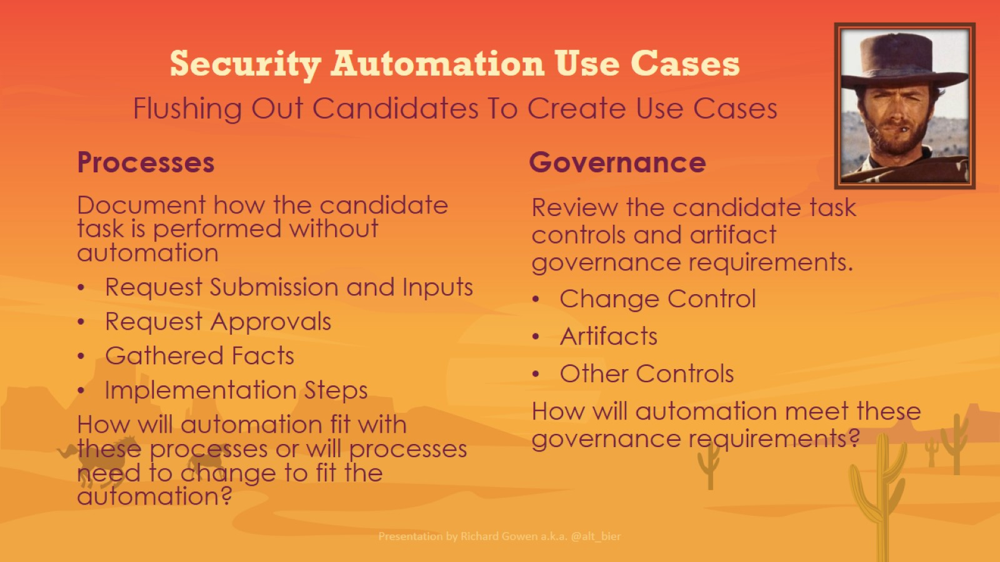 Security Automation Use Cases
Flushing Out Candidates To Create Use Cases
Processes
Document how the candidate
task is performed without
automation
• Request Submission and Inputs
• Request Approvals
• Gathered Facts
• Implementation Steps
How will automation fit with
these processes or will processes
need to change to fit the
automation?
Governance
Review the candidate task
controls and artifact
governance requirements.
• Change Control
• Artifacts
• Other Controls
How will automation meet these
governance requirements?
Presentation by Richard Gowen a.k.a. @alt_bier